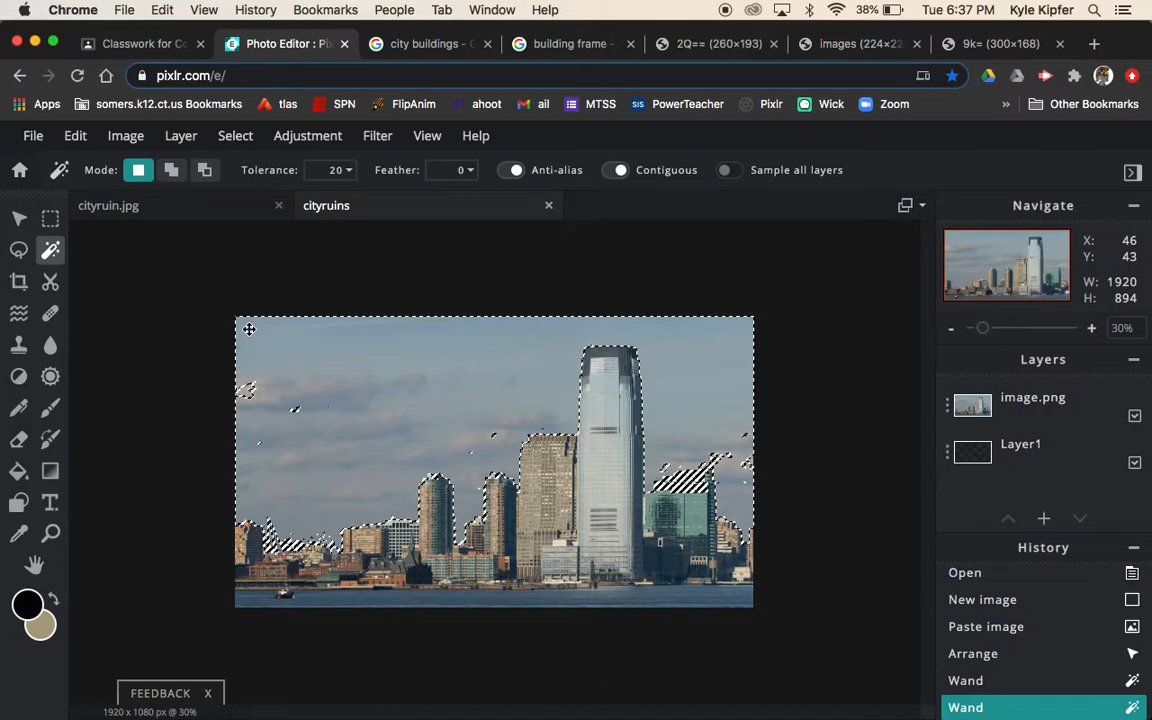 Chrome File Edit View History Bookmarks People Tab Window Help 38% Tue 6:37 PM Kyle Kipfer
Classwork for Co Photo Editor : Pix city buildings - G building frame - 2Q== (260×193) images (224×22 9k= (300×168)
pixlr.com/e/
Apps somers.k12.ct.us Bookmarks tlas SPN FlipAnim ahoot ail MTSS PowerTeacher Pixlr Wick Zoom » Other Bookmarks
File Edit Image Layer Select Adjustment Filter View Help
Mode: Tolerance: 20 Feather: 0 Anti-alias Contiguous Sample all layers
cityruin.jpg cityruins
Navigate
X: 46
Y: 43
W: 1920
H: 894
30%
Layers
image.png
Layer1
History
Open
New image
Paste image
Arrange
Wand
Wand
FEEDBACK X
1920 x 1080 px @ 30%